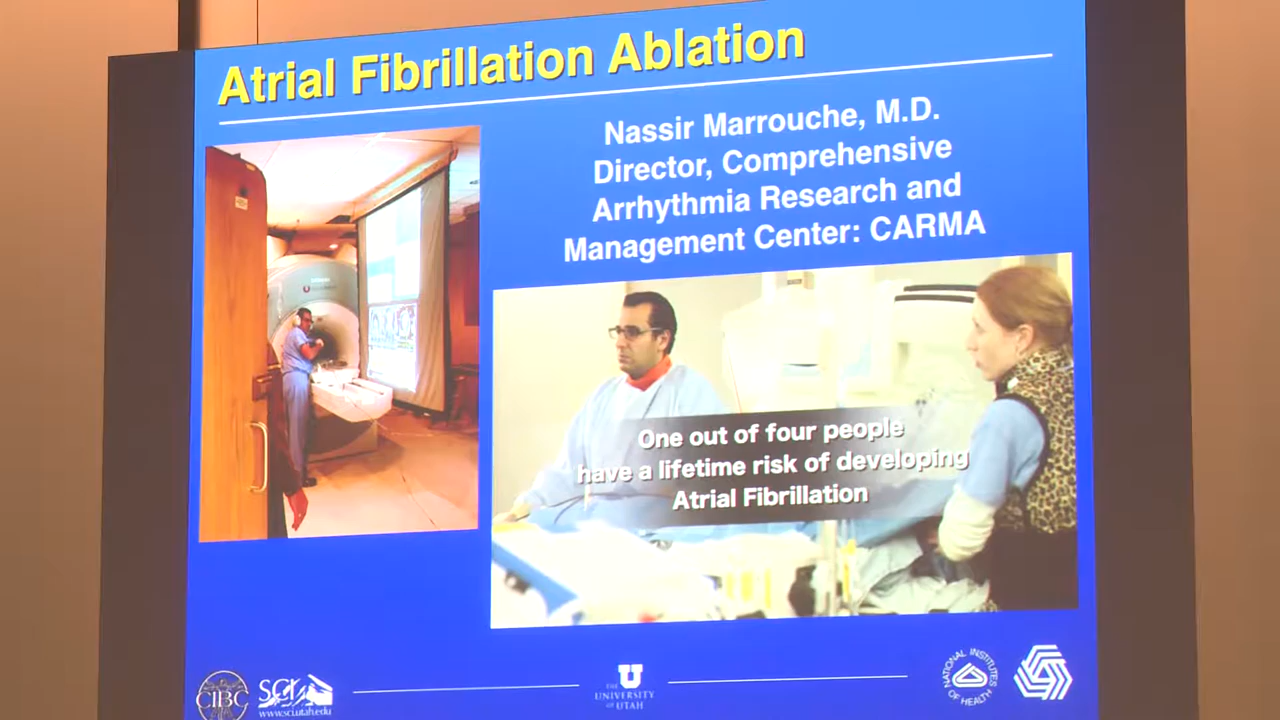 Atrial Fibrillation Ablation
Nassir Marrouche, M.D.
Director, Comprehensive
Arrhythmia Research and
Management Center: CARMA
One out of four people
have a lifetime risk of developing
Atrial Fibrillation
CIBC
SCI
www.sci.utah.edu
U
THE
UNIVERSITY
OF UTAH
NATIONAL INSTITUTES
OF HEALTH